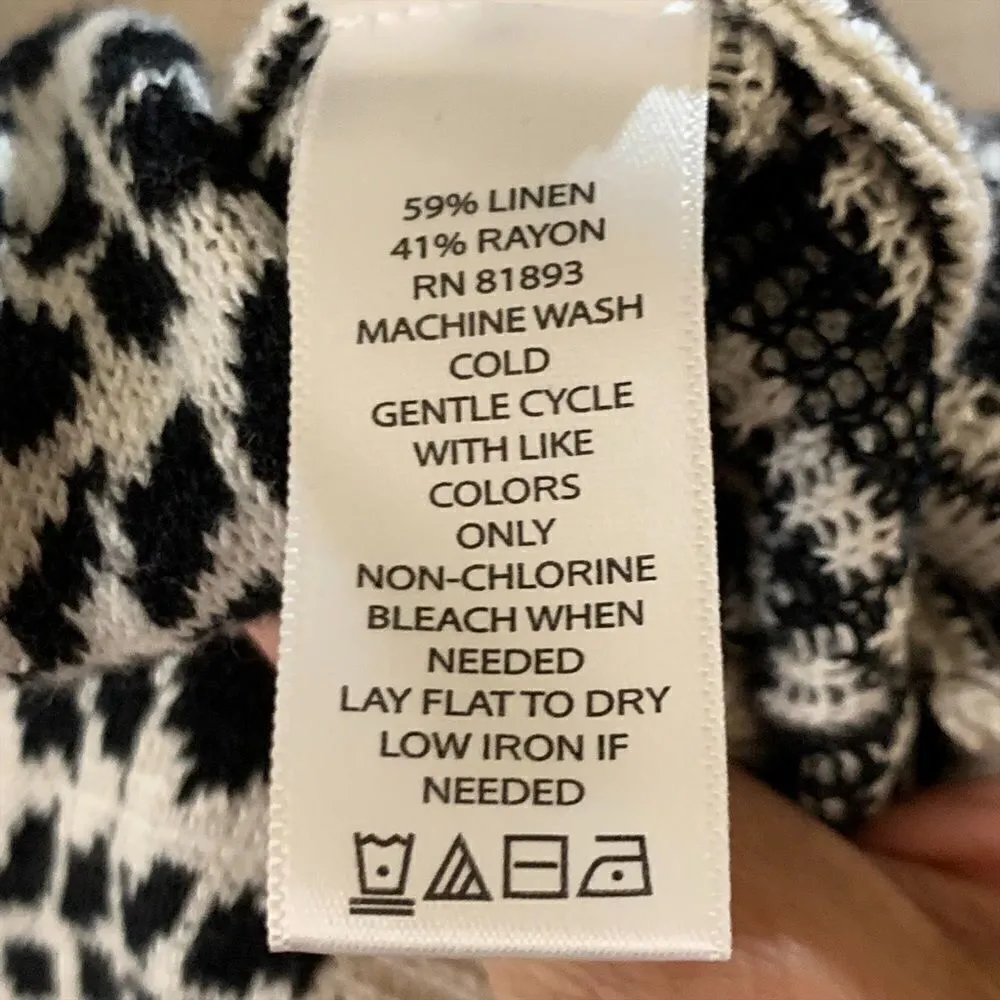 59% LINEN
41% RAYON
RN 81893
MACHINE WASH
COLD
GENTLE CYCLE
WITH LIKE
COLORS
ONLY
NON-CHLORINE
BLEACH WHEN
NEEDED
LAY FLAT TO DRY
LOW IRON IF
NEEDED